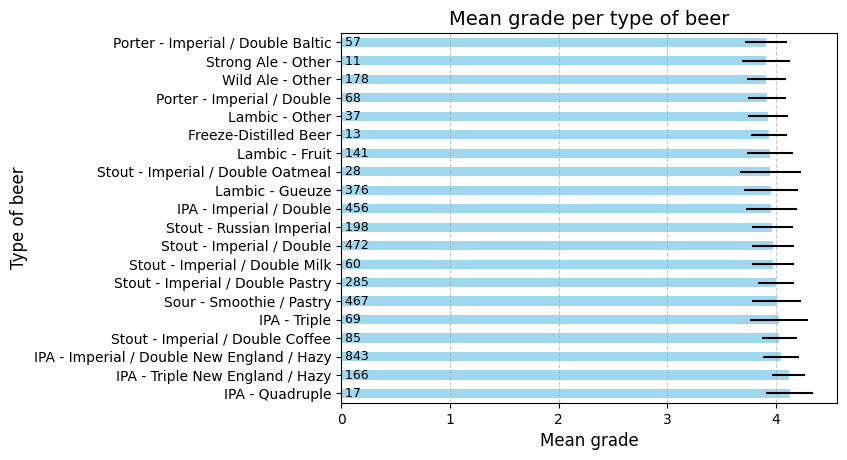 Mean grade per type of beer
Type of beer
Porter - Imperial / Double Baltic 57
Strong Ale - Other 11
Wild Ale - Other 178
Porter - Imperial / Double 68
Lambic - Other 37
Freeze-Distilled Beer 13
Lambic - Fruit 141
Stout - Imperial / Double Oatmeal 28
Lambic - Gueuze 376
IPA - Imperial / Double 456
Stout - Russian Imperial 198
Stout - Imperial / Double 472
Stout - Imperial / Double Milk 60
Stout - Imperial / Double Pastry 285
Sour - Smoothie / Pastry 467
IPA - Triple 69
Stout - Imperial / Double Coffee 85
IPA - Imperial / Double New England / Hazy 843
IPA - Triple New England / Hazy 166
IPA - Quadruple 17
0 1 2 3 4
Mean grade